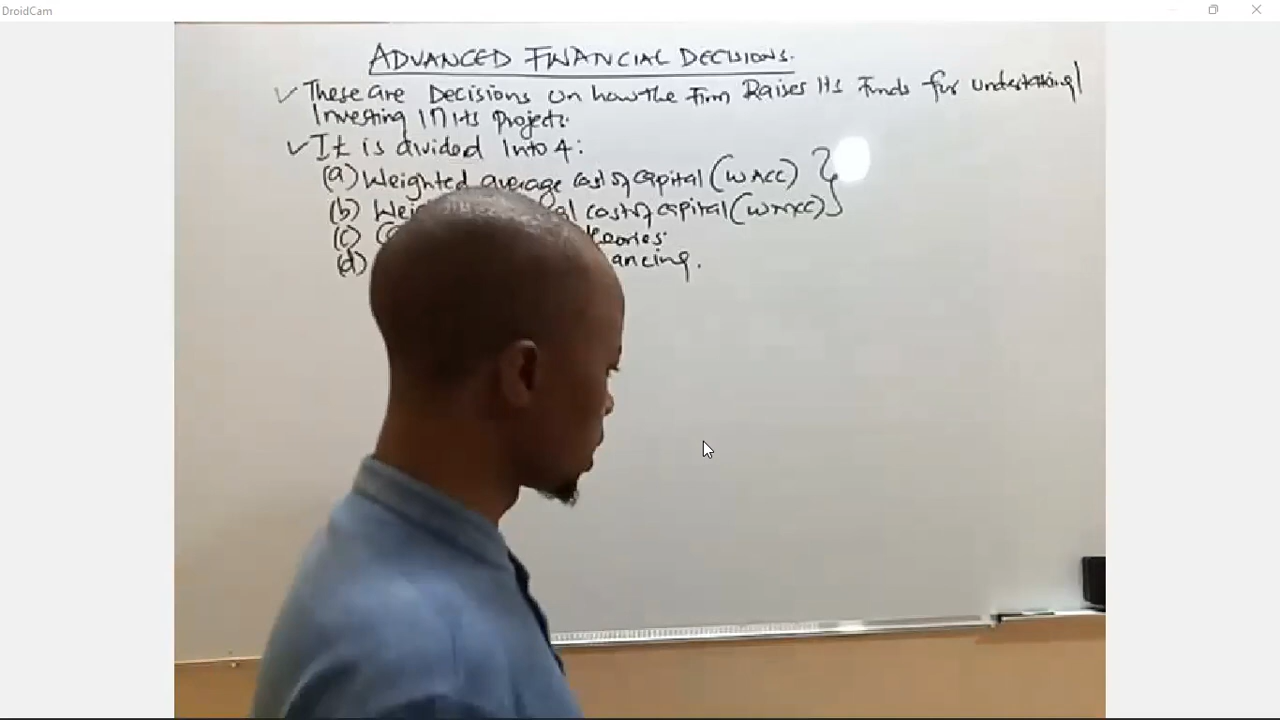 DroidCam
ADVANCED FINANCIAL DECISIONS.
✓ These are Decisions on how the Firm Raises Its Funds for undertaking/
Investing In its Projects.
✓ It is divided Into 4:
(a) Weighted average cost of capital (WACC)
(b) cost of capital (WMCC)
(c)
(d)